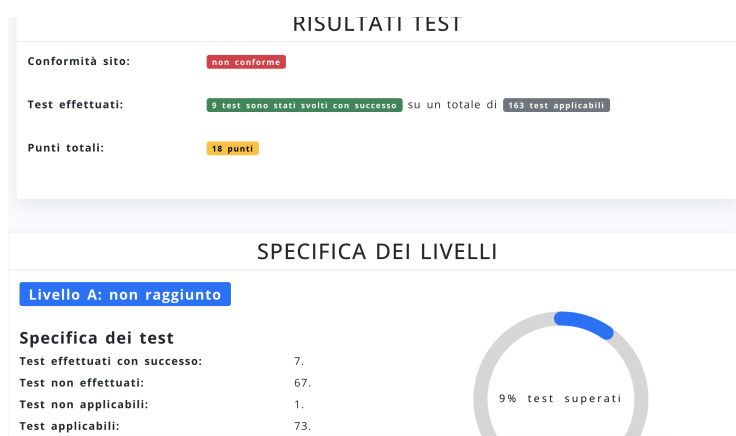 RISULTATI TEST
Conformità sito: non conforme
Test effettuati: 9 test sono stati svolti con successo su un totale di 163 test applicabili
Punti totali: 18 punti
SPECIFICA DEI LIVELLI
Livello A: non raggiunto
Specifica dei test
Test effettuati con successo: 7.
Test non effettuati: 67.
Test non applicabili: 1.
Test applicabili: 73.
9% test superati